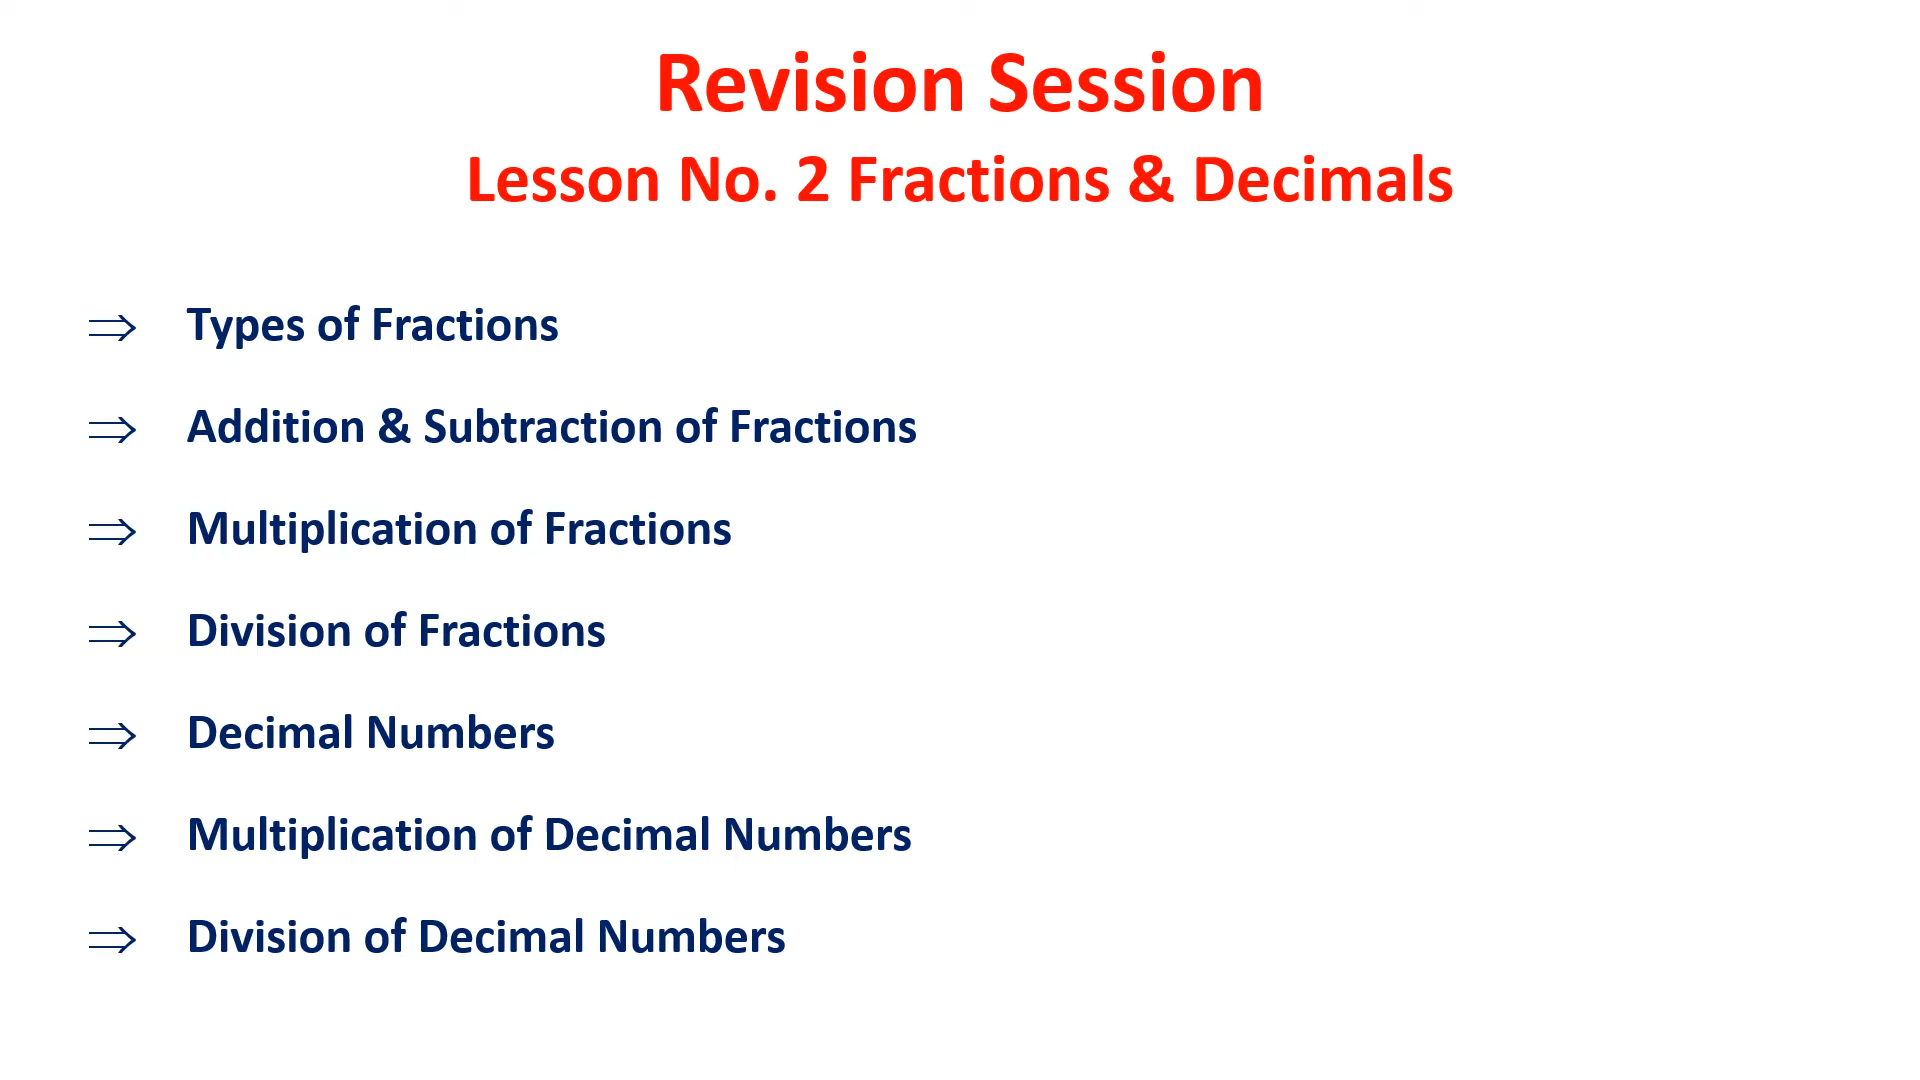 Revision Session
Lesson No. 2 Fractions & Decimals
⇒ Types of Fractions
⇒ Addition & Subtraction of Fractions
⇒ Multiplication of Fractions
⇒ Division of Fractions
⇒ Decimal Numbers
⇒ Multiplication of Decimal Numbers
⇒ Division of Decimal Numbers